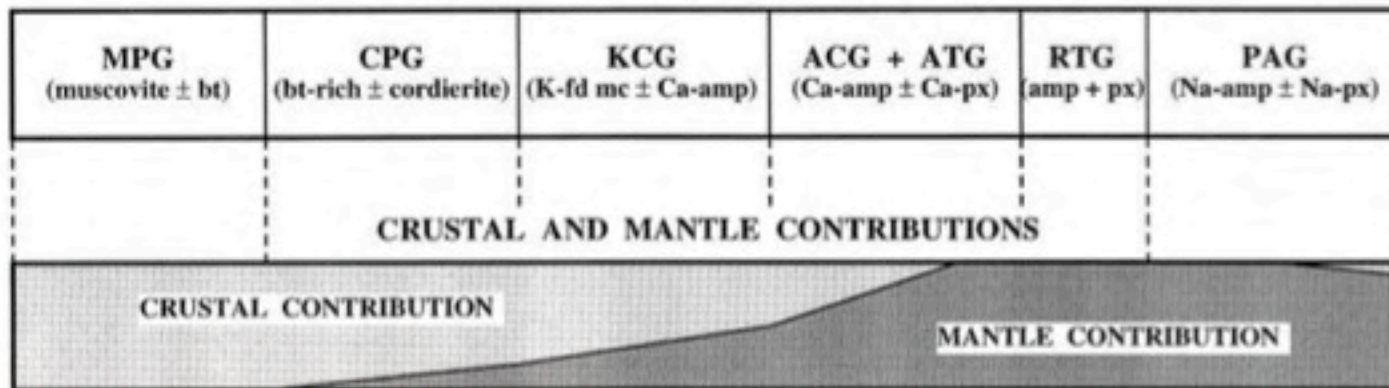 MPG
(muscovite ± bt)
CPG
(bt-rich ± cordierite)
KCG
(K-fd mc ± Ca-amp)
ACG + ATG
(Ca-amp ± Ca-px)
RTG
(amp + px)
PAG
(Na-amp ± Na-px)
CRUSTAL AND MANTLE CONTRIBUTIONS
CRUSTAL CONTRIBUTION
MANTLE CONTRIBUTION